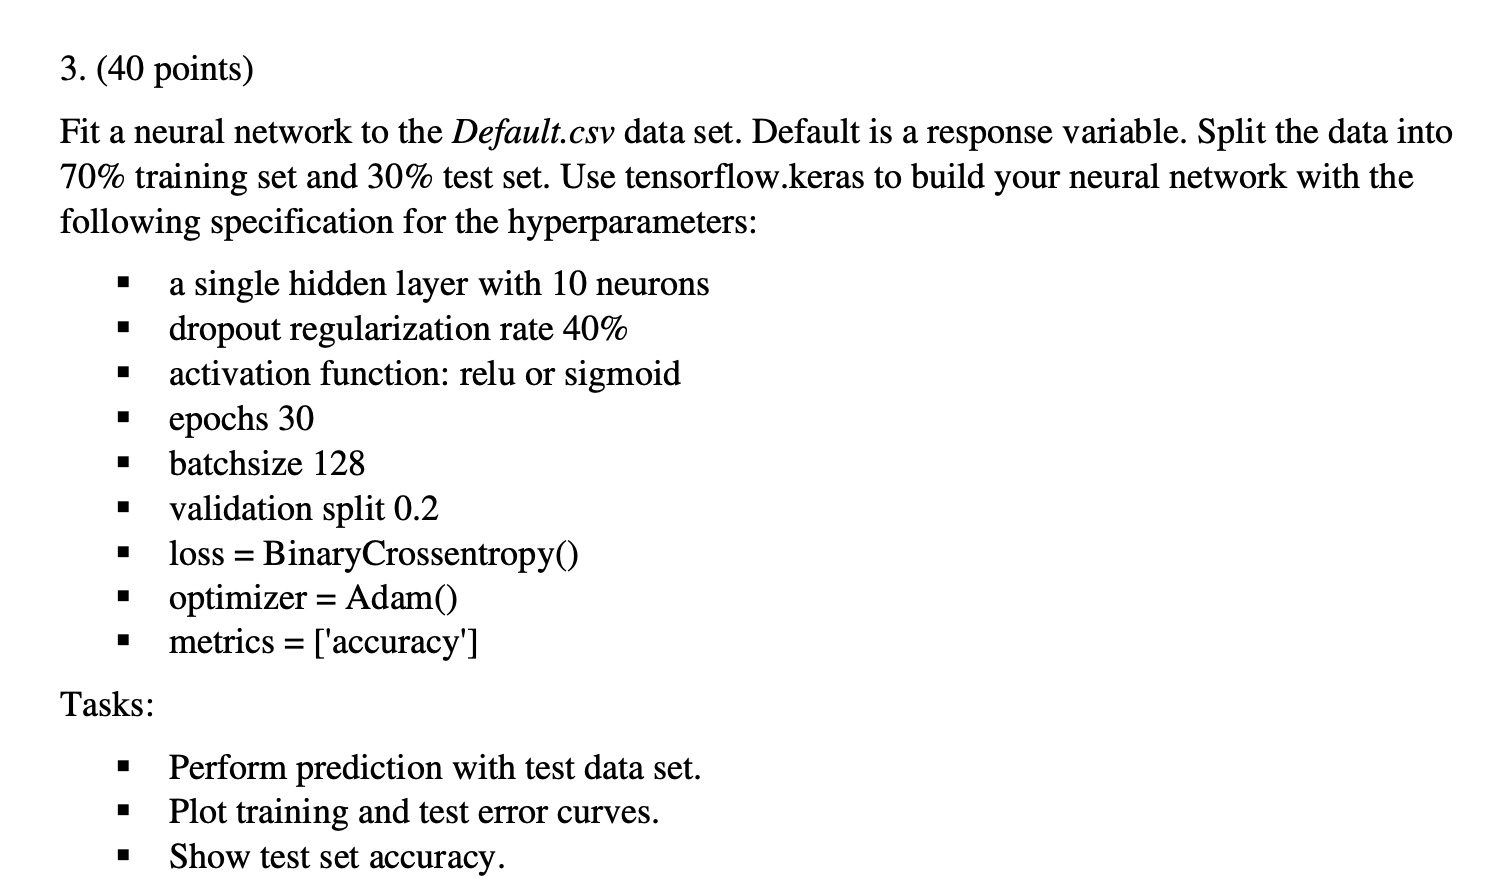 3. (40 points)
Fit a neural network to the Default.csv data set. Default is a response variable. Split the data into
70% training set and 30% test set. Use tensorflow.keras to build your neural network with the
following specification for the hyperparameters:
▪ a single hidden layer with 10 neurons
▪ dropout regularization rate 40%
▪ activation function: relu or sigmoid
▪ epochs 30
▪ batchsize 128
▪ validation split 0.2
▪ loss = BinaryCrossentropy()
▪ optimizer = Adam()
▪ metrics = ['accuracy']
Tasks:
▪ Perform prediction with test data set.
▪ Plot training and test error curves.
▪ Show test set accuracy.